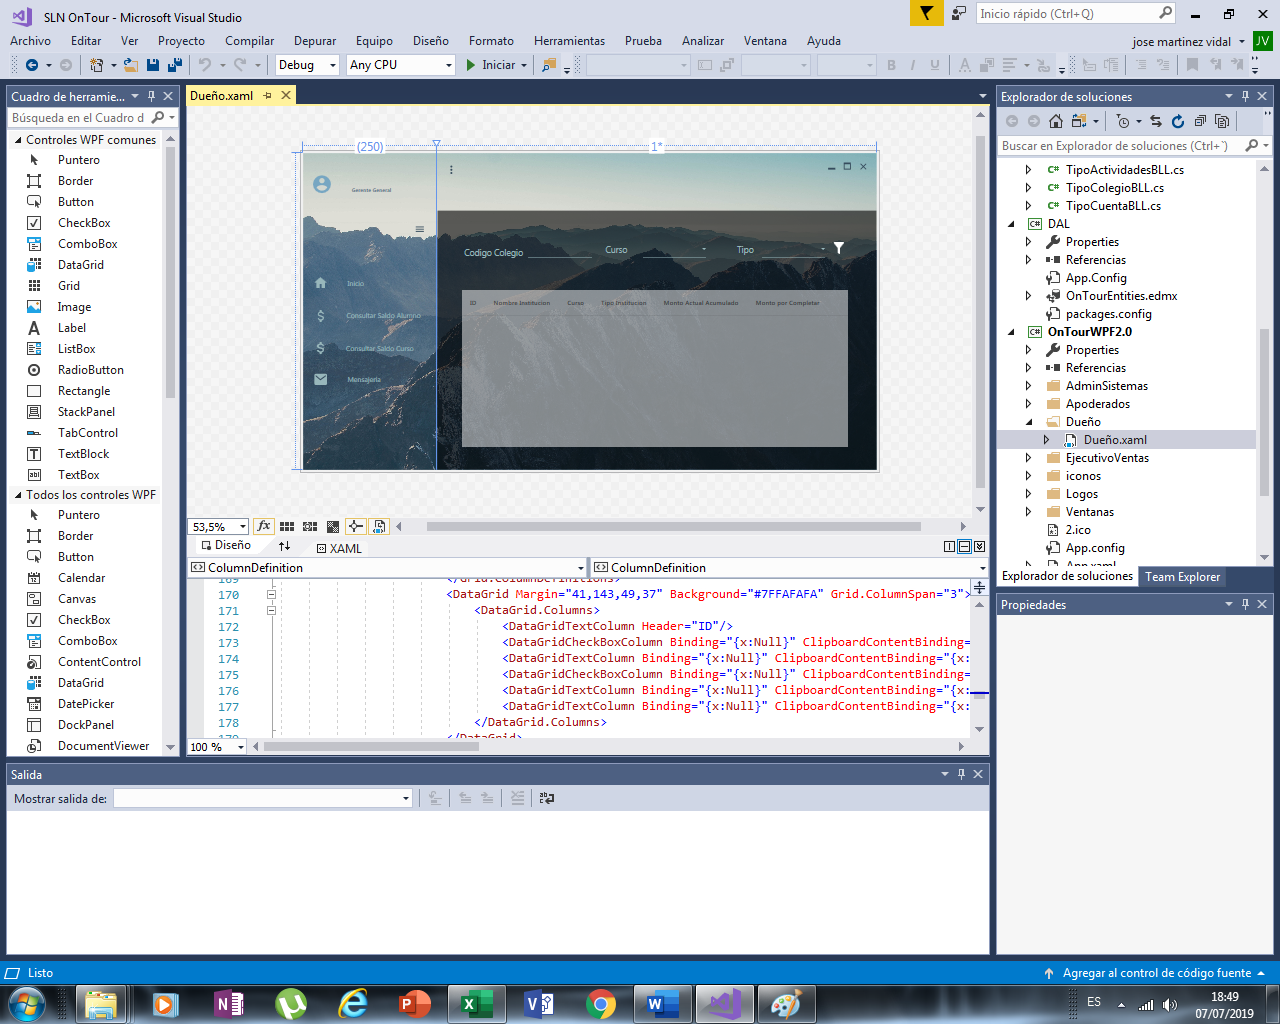 SLN OnTour - Microsoft Visual Studio
Inicio rápido (Ctrl+Q)
Archivo Editar Ver Proyecto Compilar Depurar Equipo Diseño Formato Herramientas Prueba Analizar Ventana Ayuda
jose martinez vidal JV
Debug Any CPU Iniciar
Cuadro de herramie...
Búsqueda en el Cuadro d
Controles WPF comunes
Puntero
Border
Button
CheckBox
ComboBox
DataGrid
Grid
Image
Label
ListBox
RadioButton
Rectangle
StackPanel
TabControl
TextBlock
TextBox
Todos los controles WPF
Puntero
Border
Button
Calendar
Canvas
CheckBox
ComboBox
ContentControl
DataGrid
DatePicker
DockPanel
DocumentViewer
Dueño.xaml
(250) 1*
Gerente General
Codigo Colegio Curso Tipo
Inicio
Consultar Saldo Alumno
Consultar Saldo Curso
Mensajeria
ID Nombre Institucion Curso Tipo Institucion Monto Actual Acumulado Monto por Completar
53,5% fx
Diseño XAML
ColumnDefinition ColumnDefinition
169 </Grid.ColumnDefinitions>
170 <DataGrid Margin="41,143,49,37" Background="#7FFAFAFA" Grid.ColumnSpan="3">
171 <DataGrid.Columns>
172 <DataGridTextColumn Header="ID"/>
173 <DataGridCheckBoxColumn Binding="{x:Null}" ClipboardContentBinding=
174 <DataGridTextColumn Binding="{x:Null}" ClipboardContentBinding="{x:
175 <DataGridCheckBoxColumn Binding="{x:Null}" ClipboardContentBinding=
176 <DataGridTextColumn Binding="{x:Null}" ClipboardContentBinding="{x:
177 <DataGridTextColumn Binding="{x:Null}" ClipboardContentBinding="{x:
178 </DataGrid.Columns>
179 </DataGrid>
100 %
Explorador de soluciones
Buscar en Explorador de soluciones (Ctrl+`)
C# TipoActividadesBLL.cs
C# TipoColegioBLL.cs
C# TipoCuentaBLL.cs
C# DAL
Properties
Referencias
App.Config
OnTourEntities.edmx
packages.config
C# OnTourWPF2.0
Properties
Referencias
AdminSistemas
Apoderados
Dueño
Dueño.xaml
EjecutivoVentas
iconos
Logos
Ventanas
2.ico
App.config
App.xaml
Explorador de soluciones Team Explorer
Propiedades
Salida
Mostrar salida de:
Listo
Agregar al control de código fuente
ES
18:49
07/07/2019